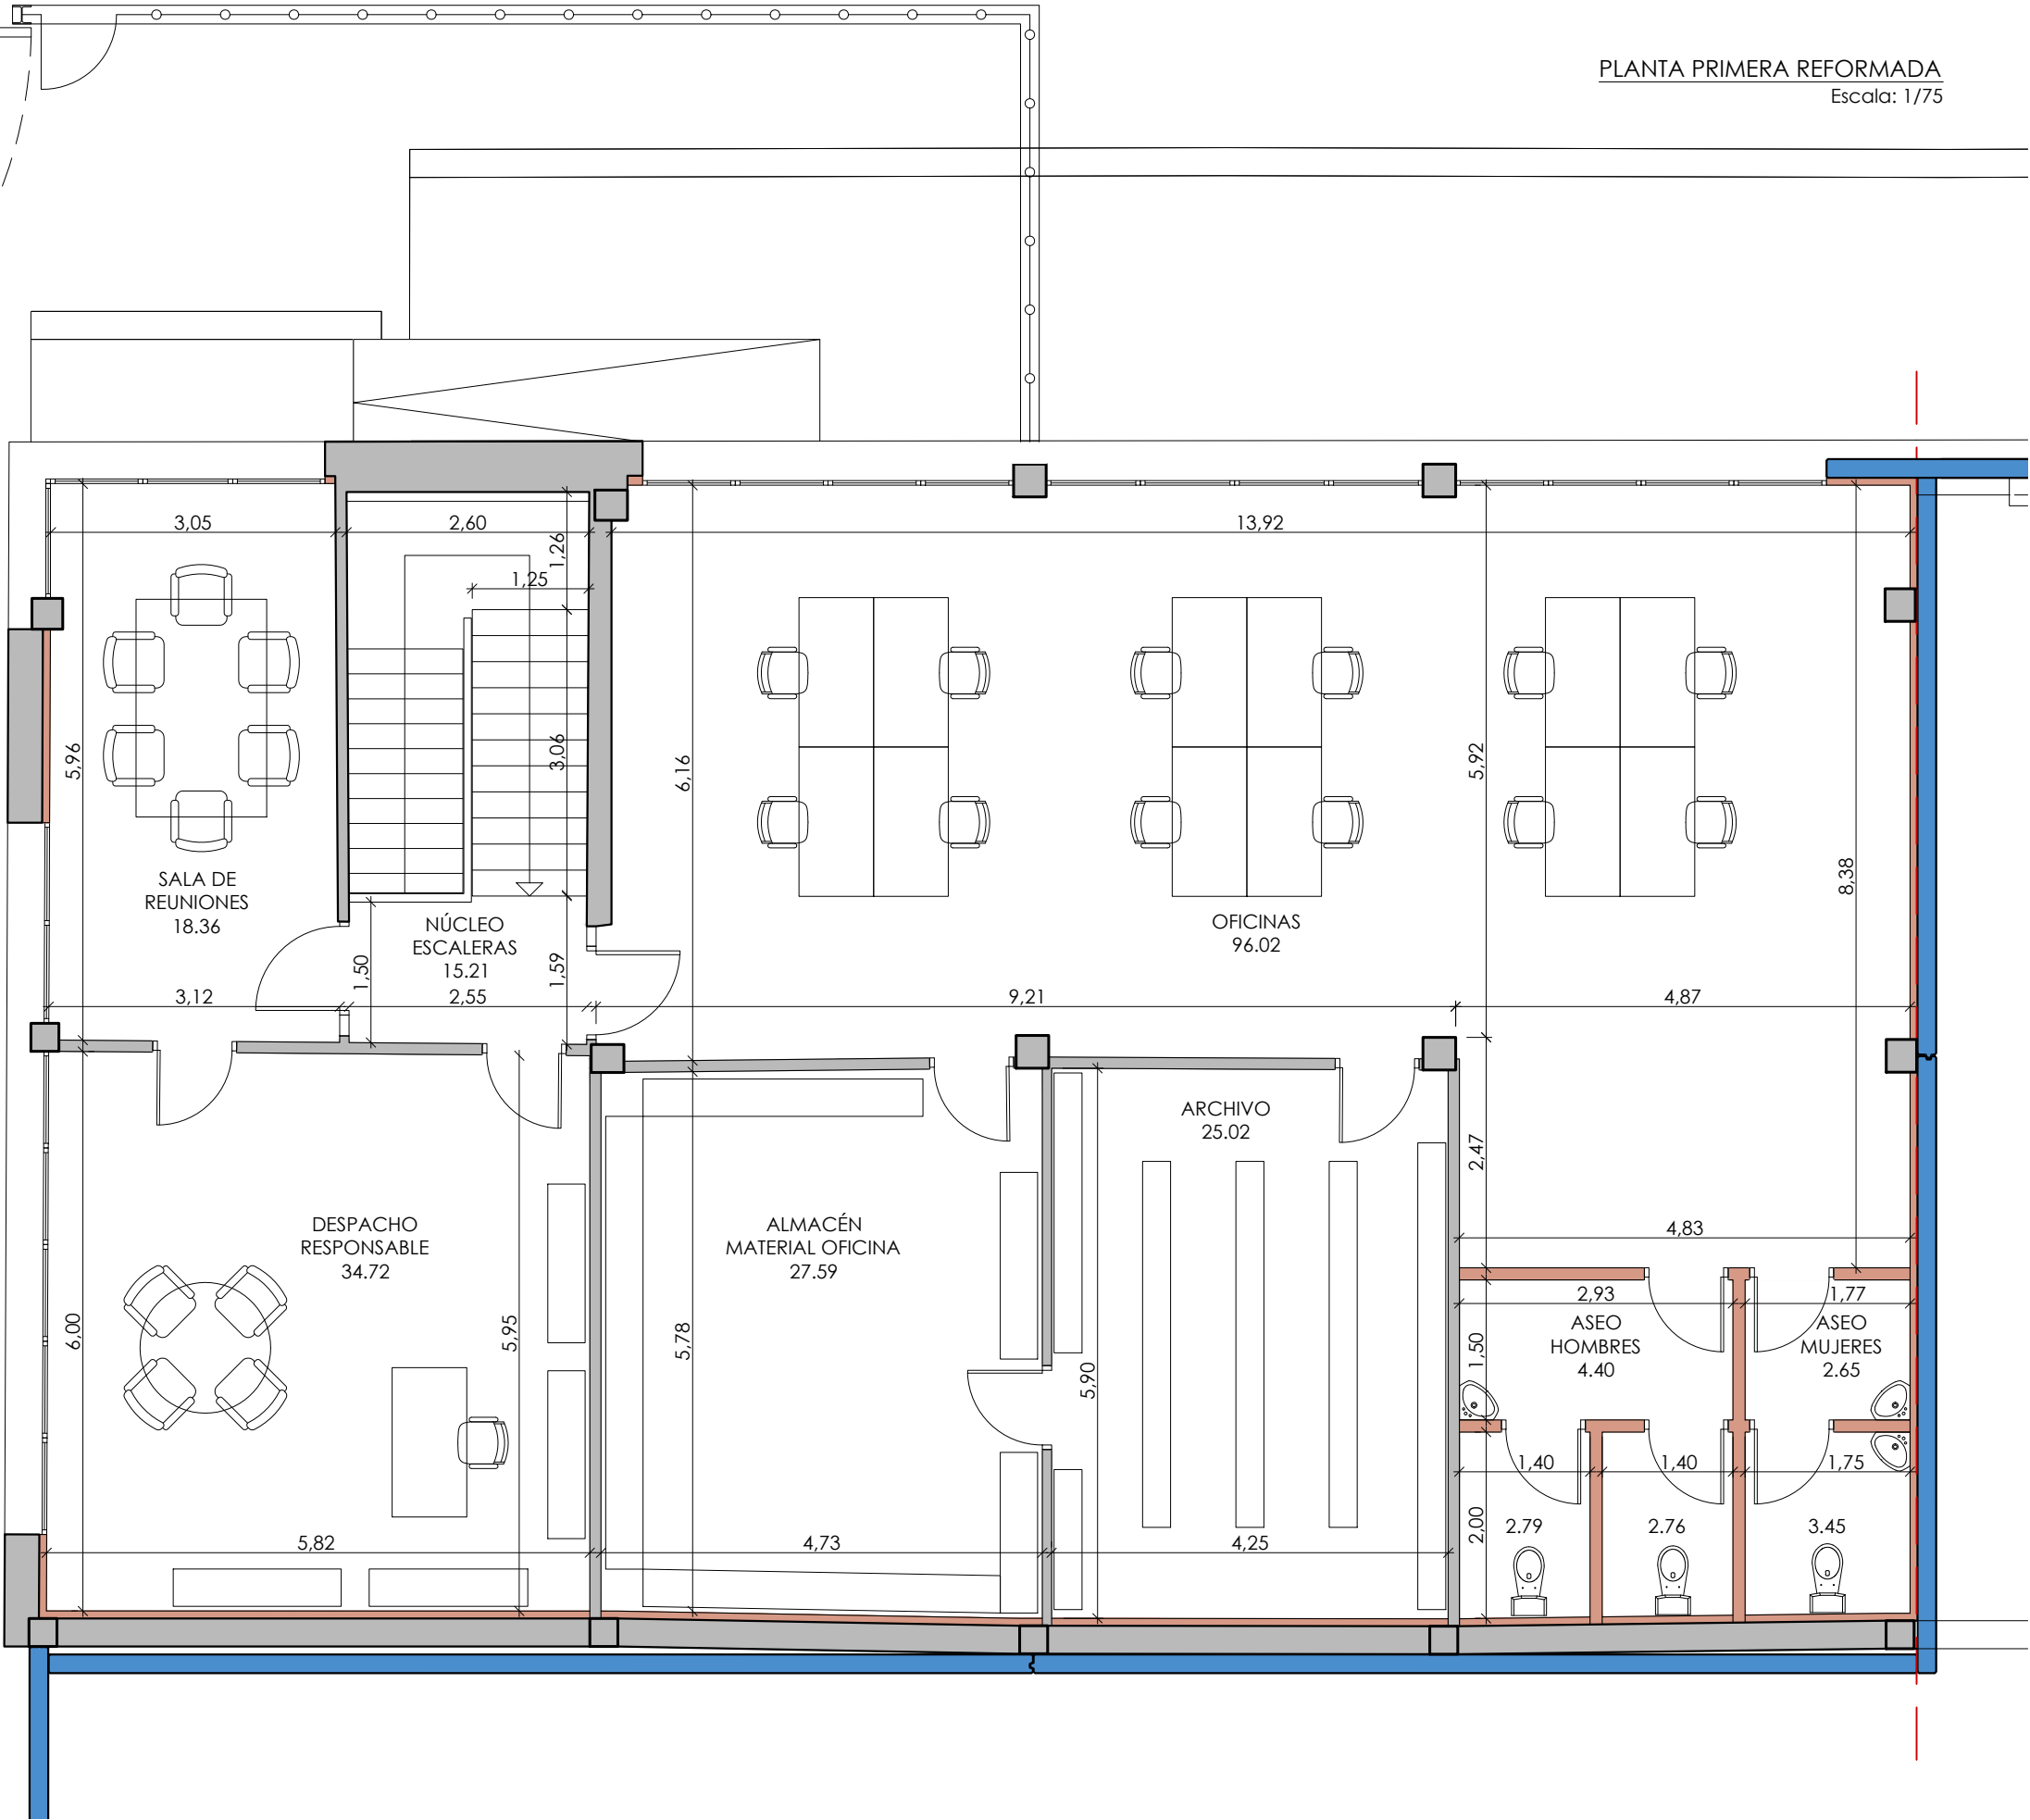 PLANTA PRIMERA REFORMADA
Escala: 1/75
3,05
2,60
13,92
1,26
1,25
5,96
3,06
6,16
5,92
8,38
SALA DE
REUNIONES
18.36
NÚCLEO
ESCALERAS
15.21
OFICINAS
96.02
1,50
1,59
3,12
2,55
9,21
4,87
ARCHIVO
25.02
2,47
DESPACHO
RESPONSABLE
34.72
ALMACÉN
MATERIAL OFICINA
27.59
4,83
2,93
1,77
6,00
5,95
5,78
5,90
1,50
ASEO
HOMBRES
4.40
ASEO
MUJERES
2.65
1,40
1,40
1,75
2,00
2.79
2.76
3.45
5,82
4,73
4,25